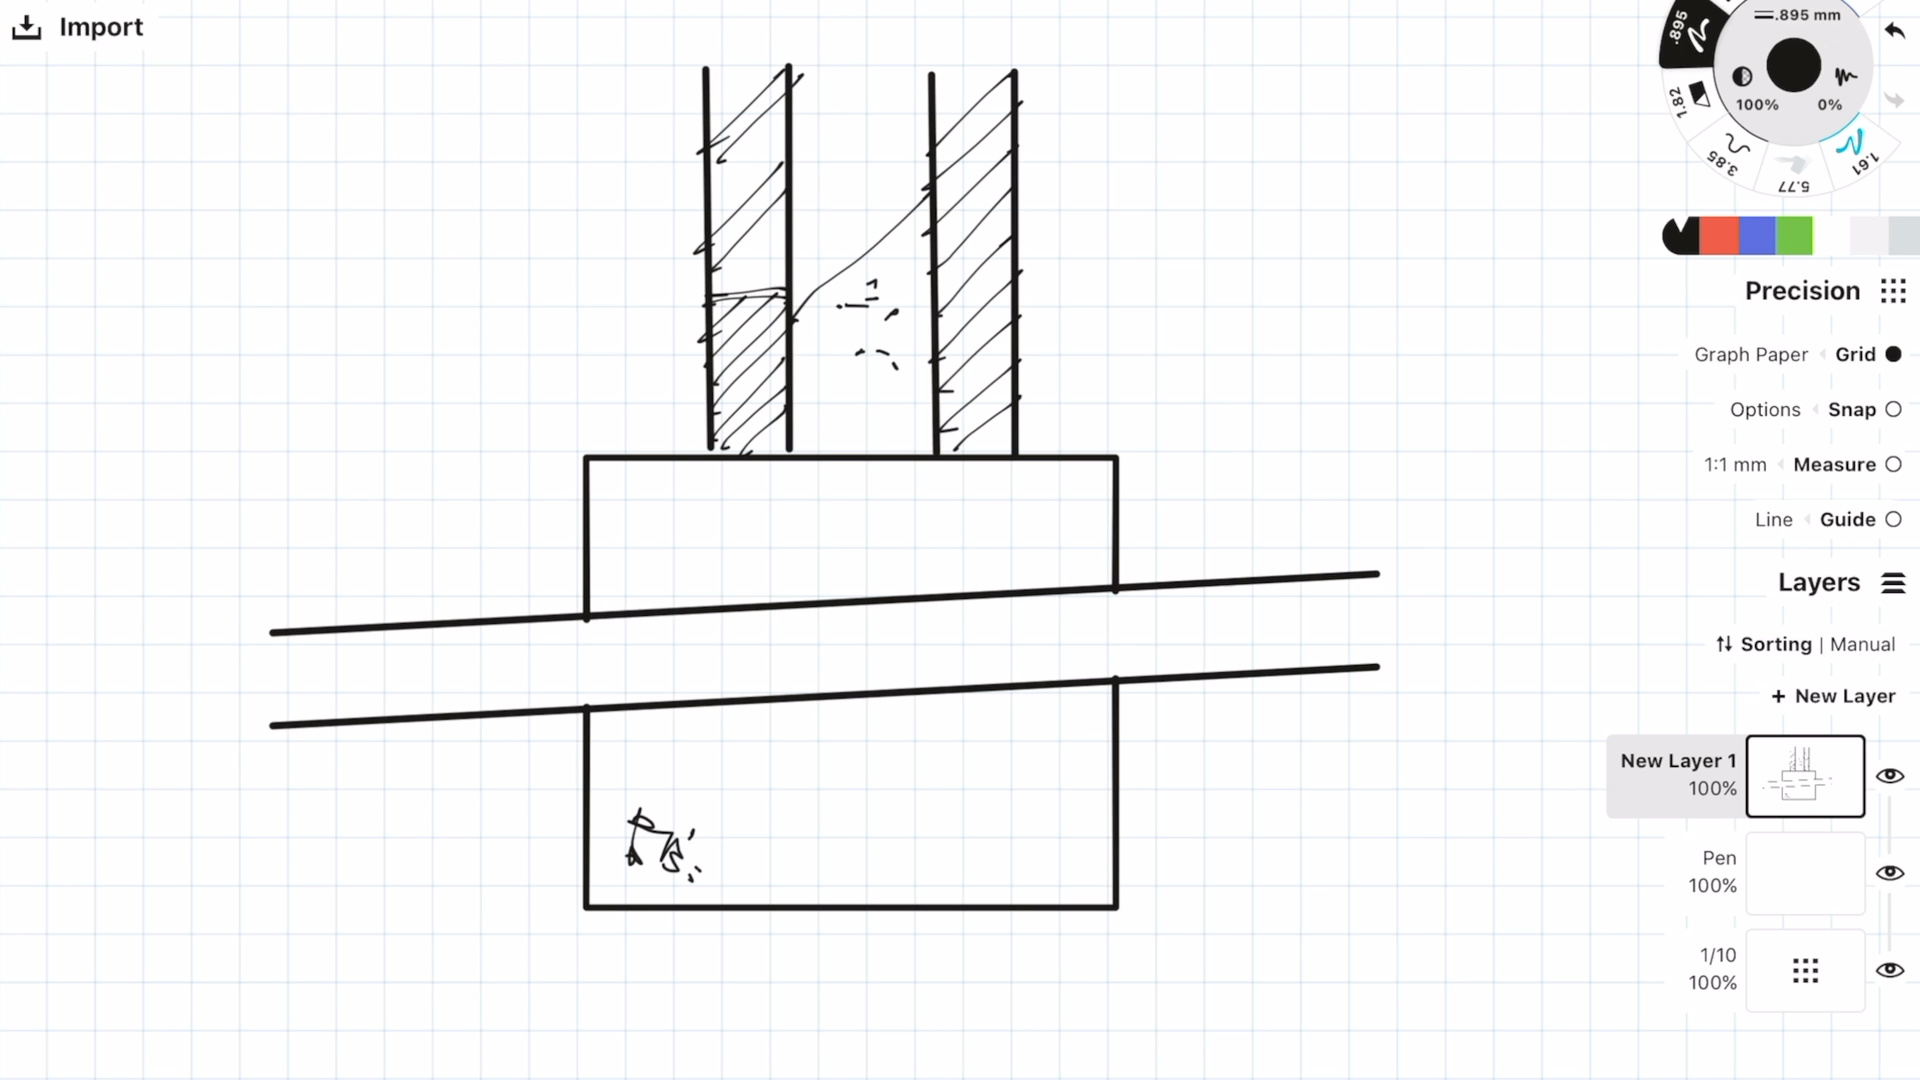 Import
.895 mm
.895
100% 0%
1.82
3.85
5.77
1.61
Precision
Graph Paper Grid
Options Snap
1:1 mm Measure
Line Guide
Layers
Sorting | Manual
+ New Layer
New Layer 1
100%
Pen
100%
1/10
100%